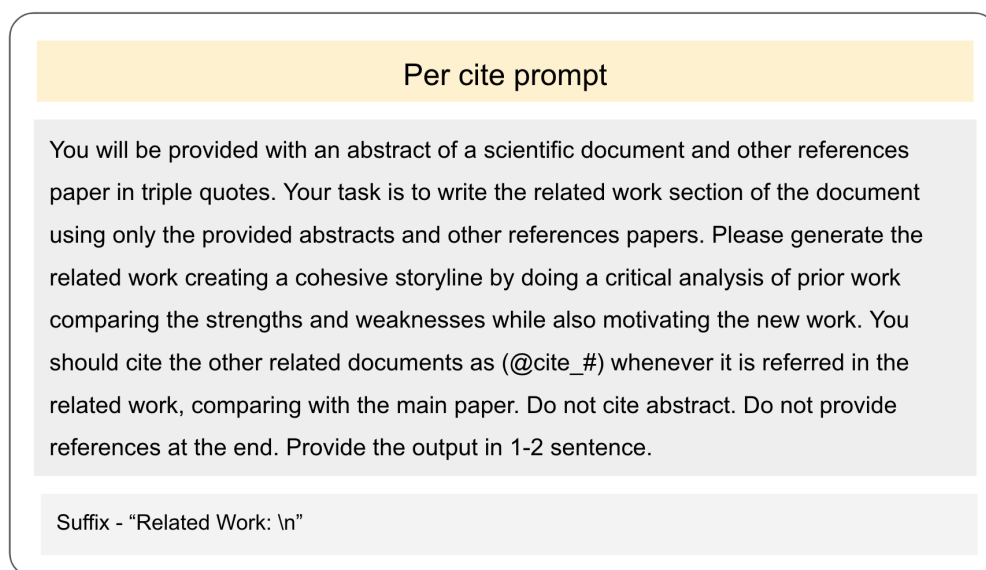 Per cite prompt
You will be provided with an abstract of a scientific document and other references
paper in triple quotes. Your task is to write the related work section of the document
using only the provided abstracts and other references papers. Please generate the
related work creating a cohesive storyline by doing a critical analysis of prior work
comparing the strengths and weaknesses while also motivating the new work. You
should cite the other related documents as (@cite_#) whenever it is referred in the
related work, comparing with the main paper. Do not cite abstract. Do not provide
references at the end. Provide the output in 1-2 sentence.
Suffix - “Related Work: \n”